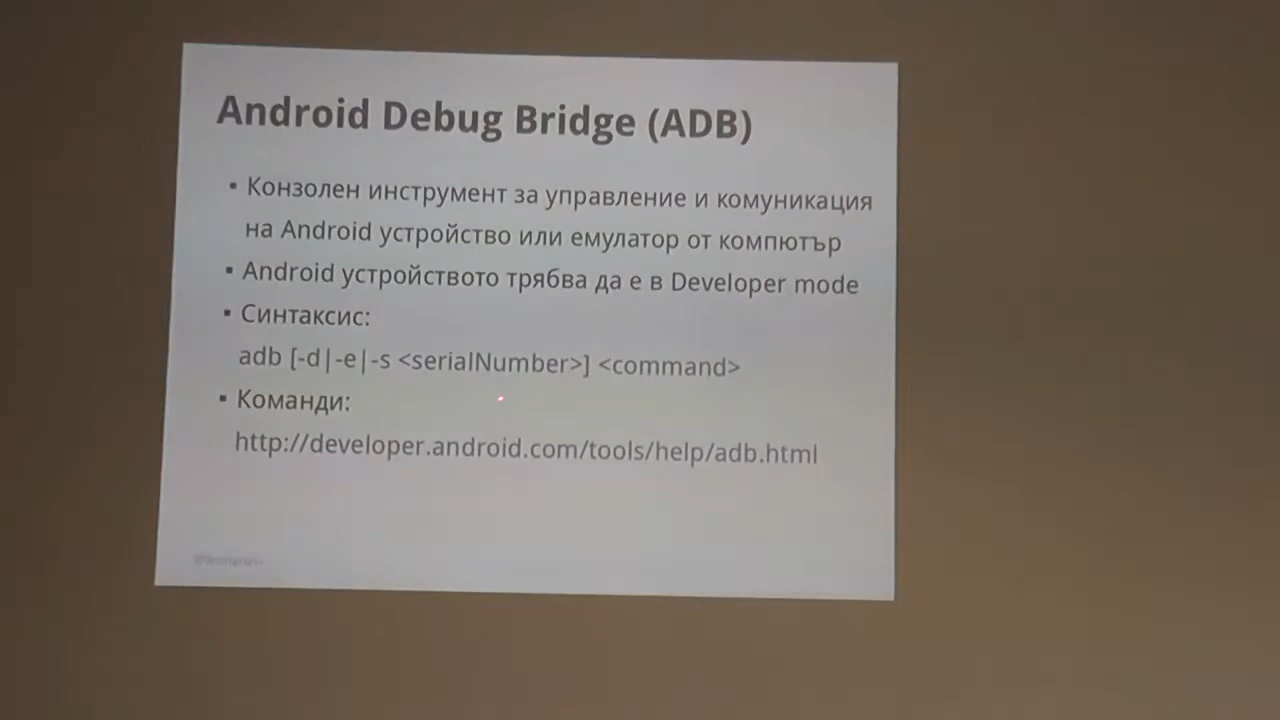 Android Debug Bridge (ADB)
▪ Конзолен инструмент за управление и комуникация
на Android устройство или емулатор от компютър
▪ Android устройството трябва да е в Developer mode
▪ Синтаксис:
adb [-d|-e|-s <serialNumber>] <command>
▪ Команди:
http://developer.android.com/tools/help/adb.html